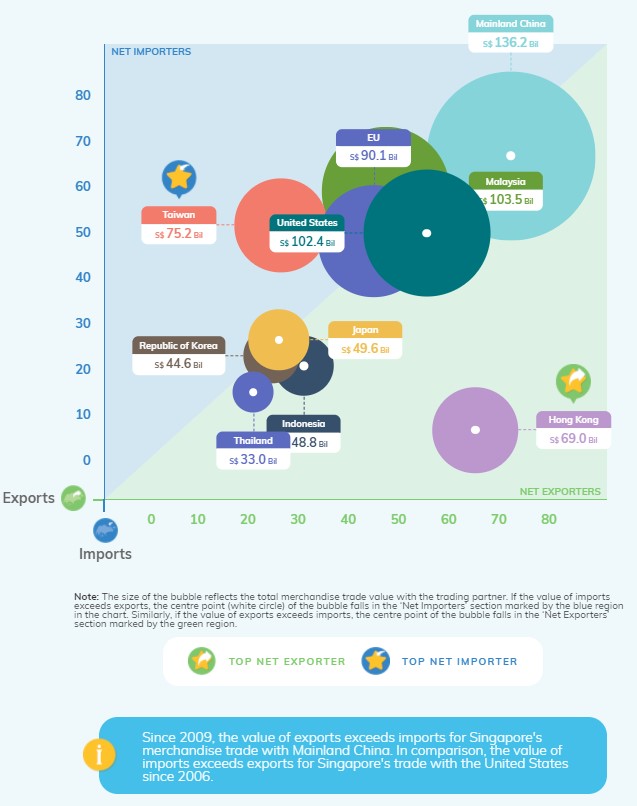 Mainland China
S$ 136.2 Bil
NET IMPORTERS
80
70
60
50
40
30
20
10
0
EU
S$ 90.1 Bil
Malaysia
S$ 103.5 Bil
Taiwan
S$ 75.2 Bil
United States
S$ 102.4 Bil
Japan
S$ 49.6 Bil
Republic of Korea
S$ 44.6 Bil
Indonesia
48.8 Bil
Thailand
S$ 33.0 Bil
Hong Kong
S$ 69.0 Bil
NET EXPORTERS
Exports
0 10 20 30 40 50 60 70 80
Imports
Note: The size of the bubble reflects the total merchandise trade value with the trading partner. If the value of imports
exceeds exports, the centre point (white circle) of the bubble falls in the 'Net Importers' section marked by the blue region
in the chart. Similarly, if the value of exports exceeds imports, the centre point of the bubble falls in the 'Net Exporters'
section marked by the green region.
TOP NET EXPORTER
TOP NET IMPORTER
i
Since 2009, the value of exports exceeds imports for Singapore's
merchandise trade with Mainland China. In comparison, the value of
imports exceeds exports for Singapore's trade with the United States
since 2006.